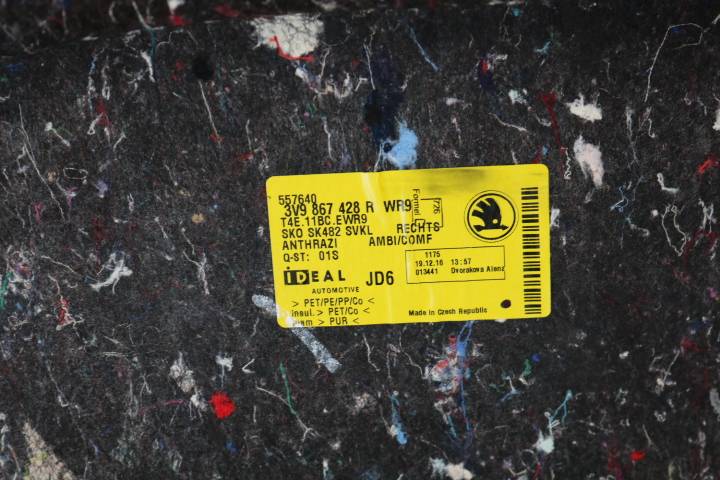 557640
3V9 867 428 R WR9
T4E.11BC.EWR9
SKO SK482 SVKL RECHTS
ANTHRAZI AMBI/COMF
Q-ST: 01S
Formel
1175
19.12.16 13:57
013441 Dvorakova Alena
iDEAL JD6
AUTOMOTIVE
> PET/PE/PP/Co <
insul. > PET/Co <
> PUR <
Made in Czech Republic